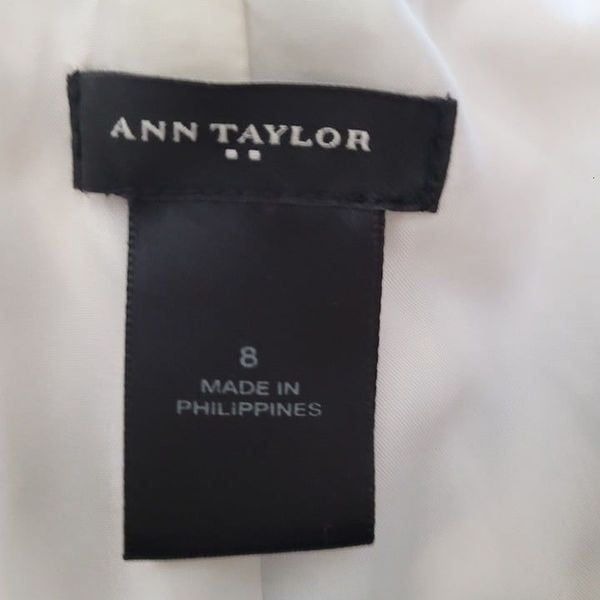 ANN TAYLOR
8
MADE IN
PHILIPPINES